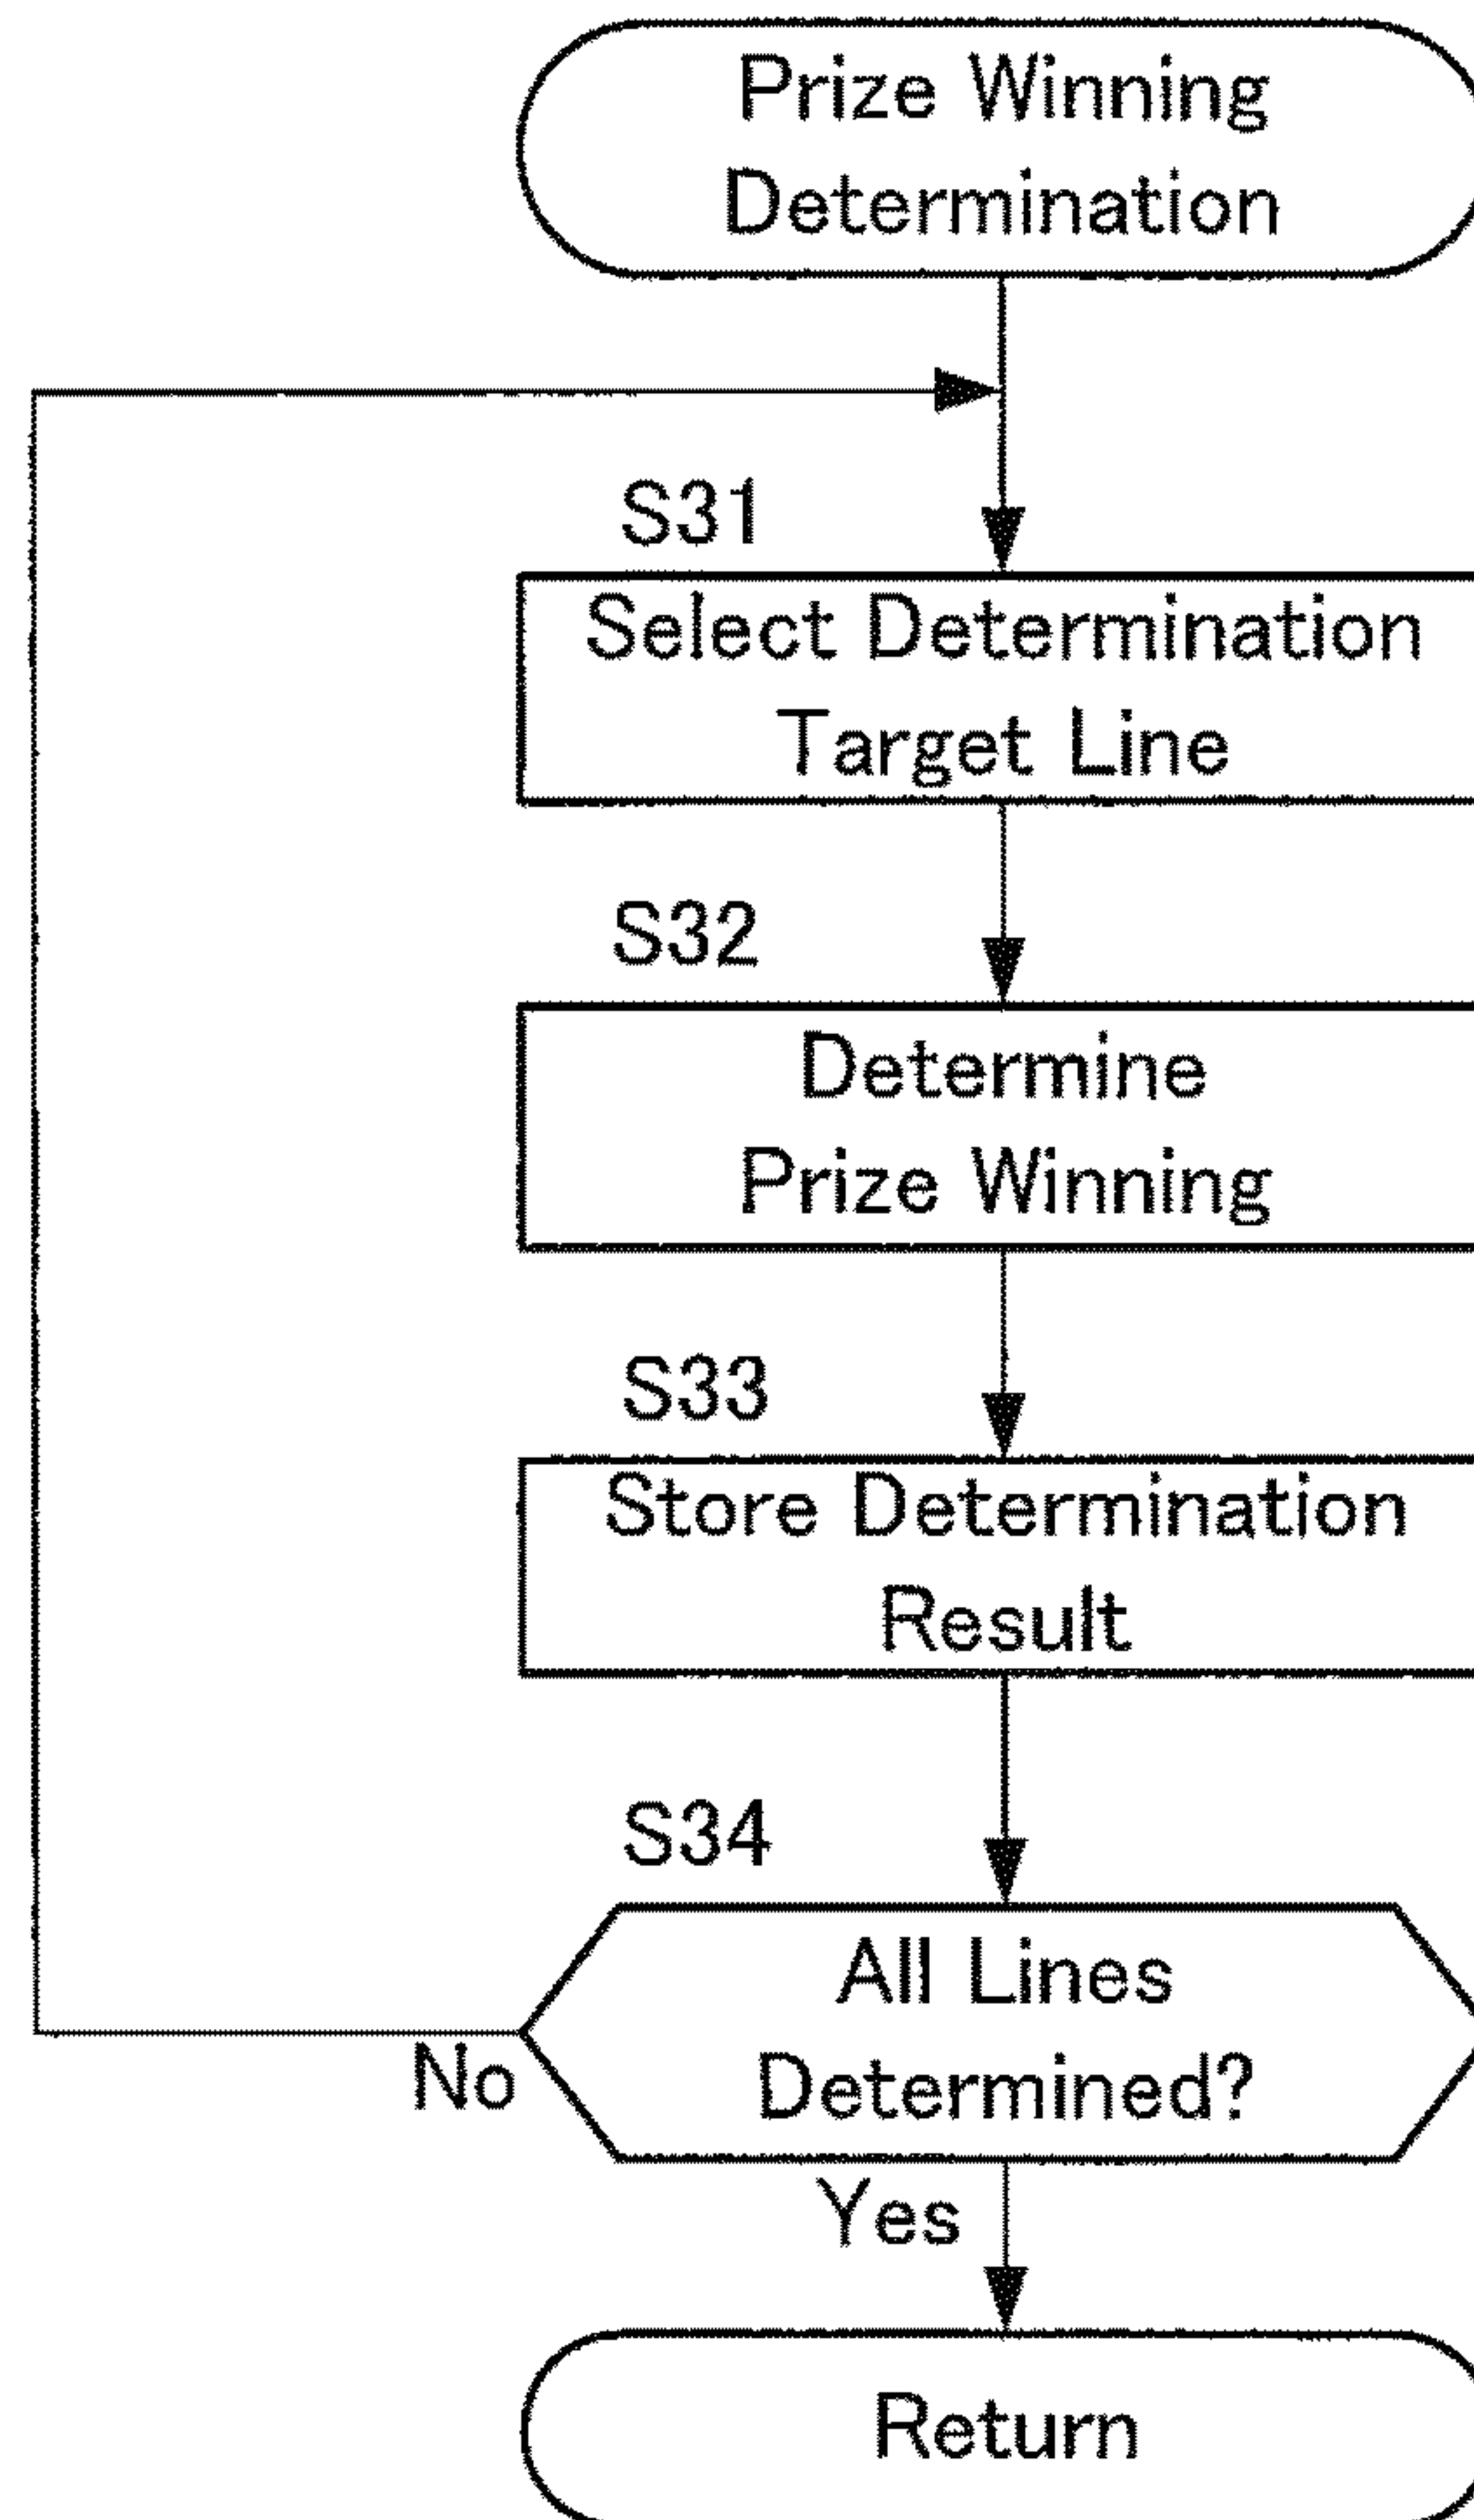 Prize Winning
Determination
S31
Select Determination
Target Line
S32
Determine
Prize Winning
S33
Store Determination
Result
S34
All Lines
Determined?
No
Yes
Return